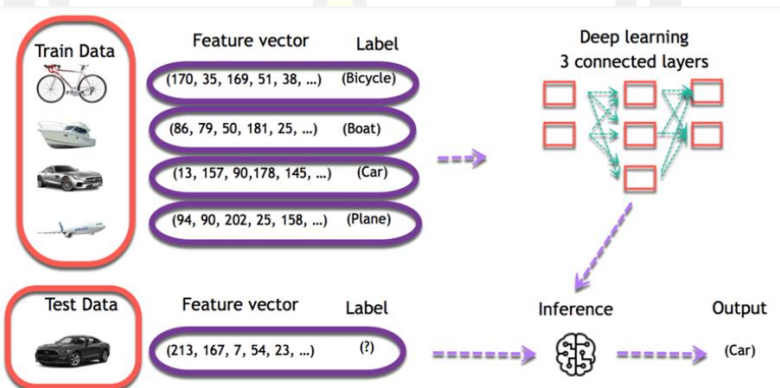 Train Data
Feature vector
Label
(170, 35, 169, 51, 38, ...) (Bicycle)
(86, 79, 50, 181, 25, ...) (Boat)
(13, 157, 90,178, 145, ...) (Car)
(94, 90, 202, 25, 158, ...) (Plane)
Deep learning
3 connected layers
Test Data
Feature vector
Label
(213, 167, 7, 54, 23, ...) (?)
Inference
Output
(Car)